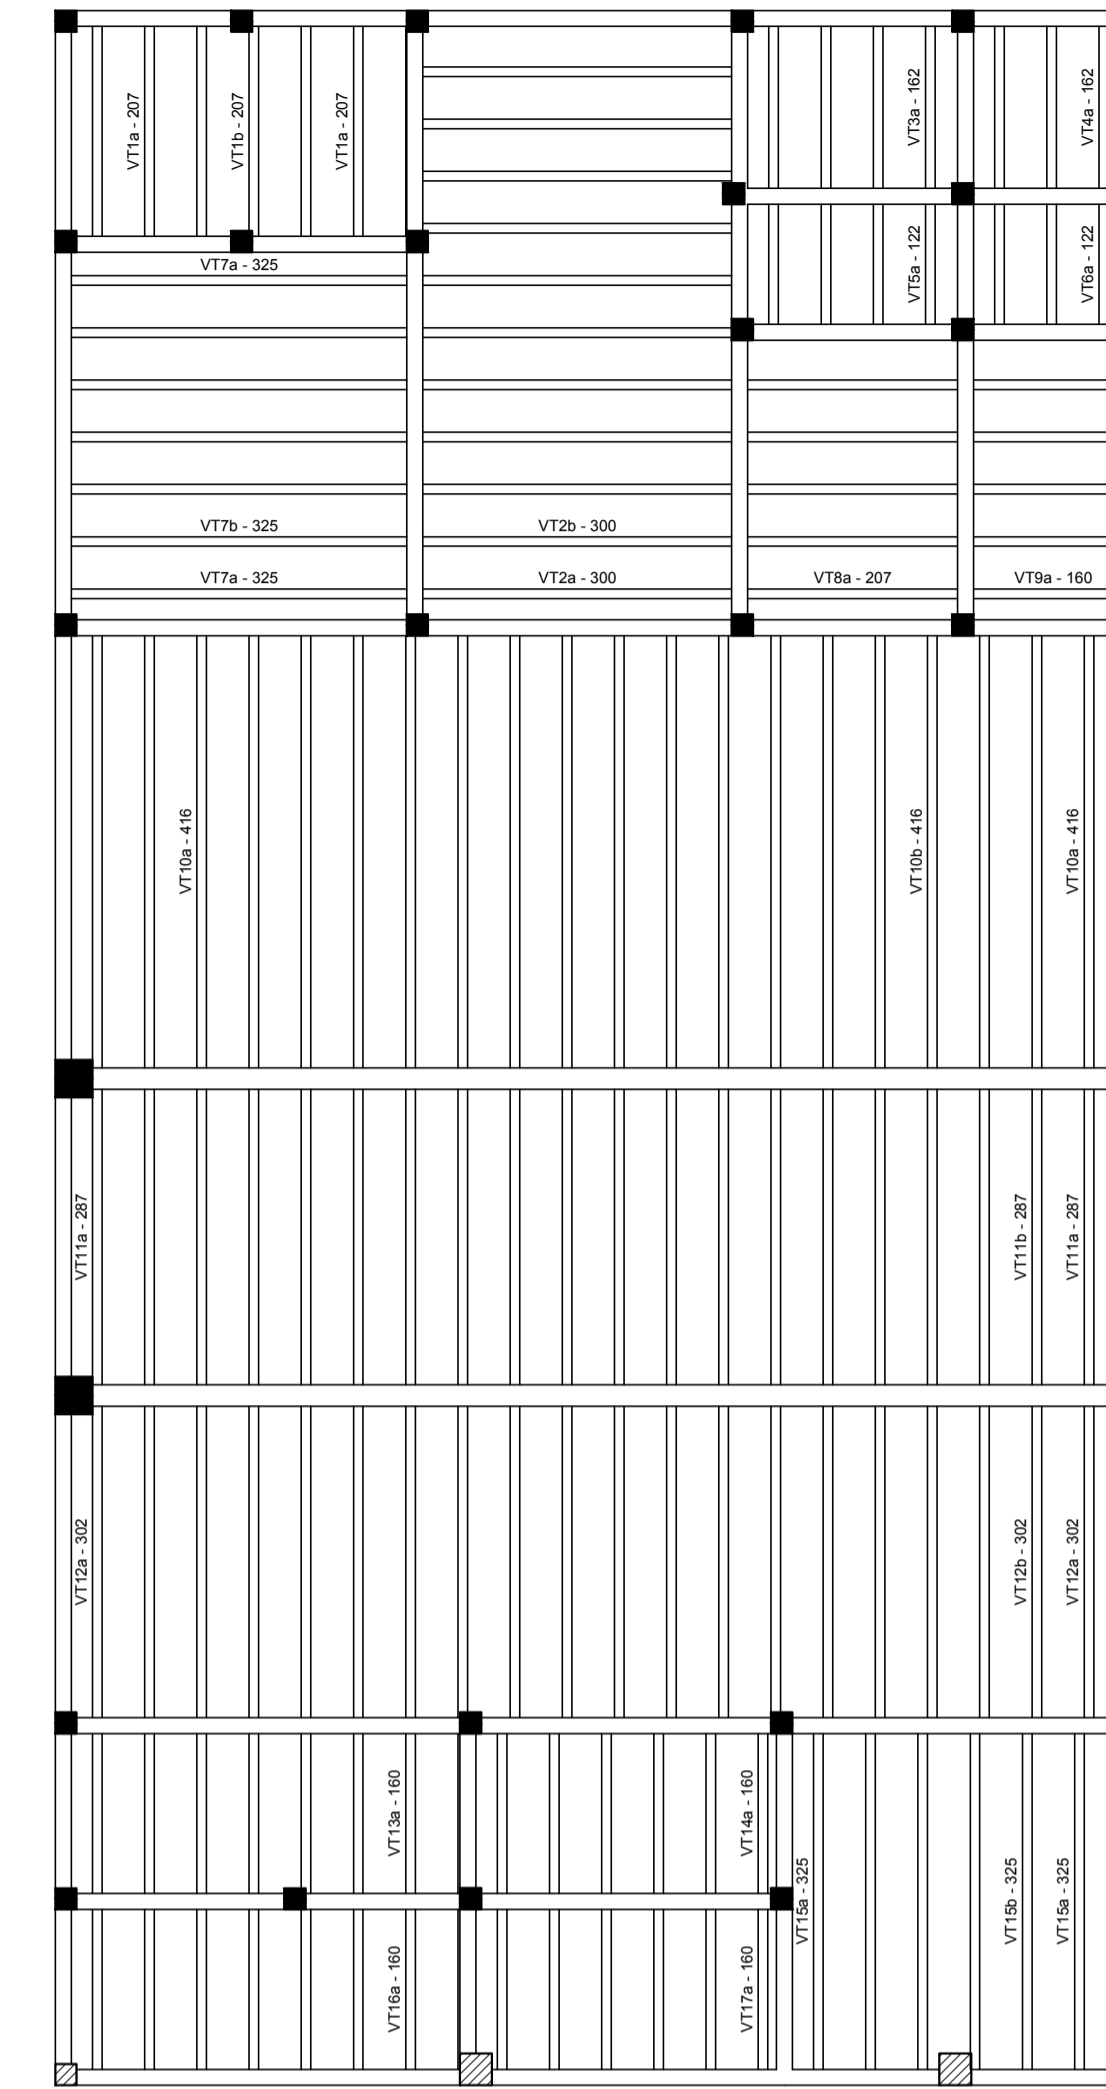 VT1a - 207
VT1b - 207
VT1a - 207
VT3a - 162
VT4a - 162
VT5a - 122
VT6a - 122
VT7a - 325
VT7b - 325
VT2b - 300
VT7a - 325
VT2a - 300
VT8a - 207
VT9a - 160
VT10a - 416
VT10b - 416
VT10a - 416
VT11a - 287
VT11b - 287
VT11a - 287
VT12a - 302
VT12b - 302
VT12a - 302
VT13a - 160
VT14a - 160
VT15a - 325
VT15b - 325
VT15a - 325
VT16a - 160
VT17a - 160